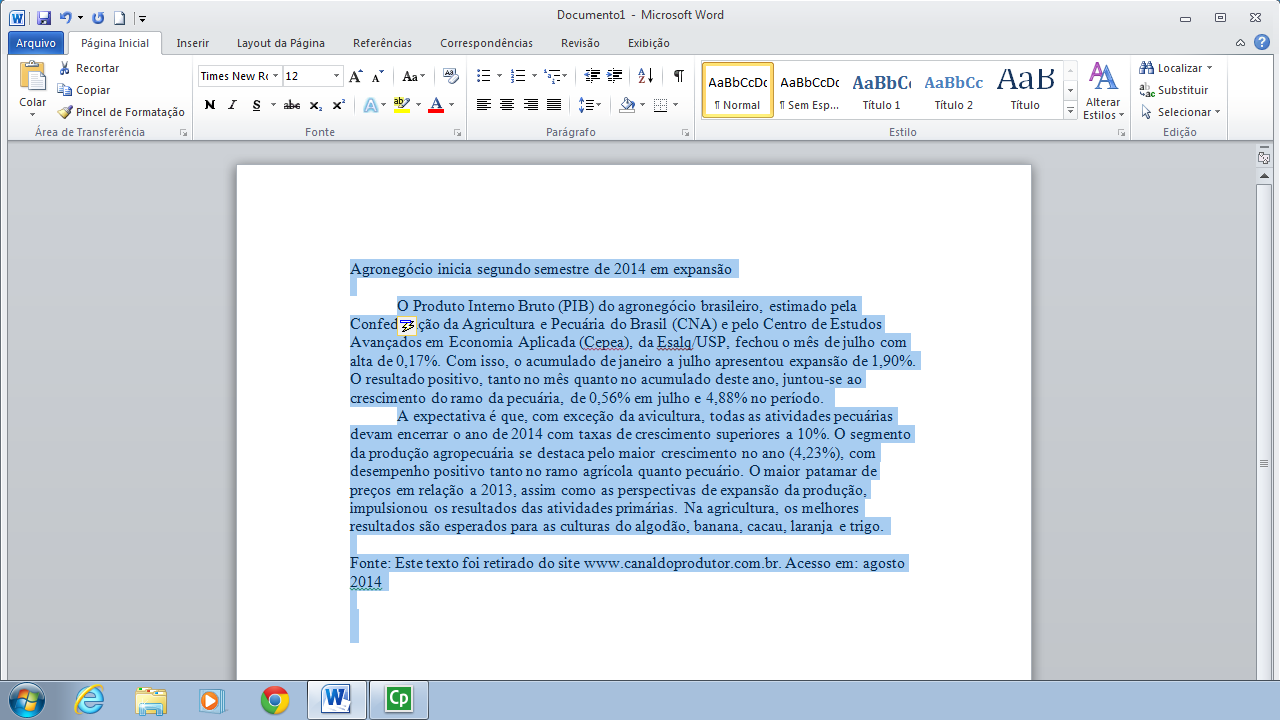 Documento1 - Microsoft Word
Arquivo Página Inicial Inserir Layout da Página Referências Correspondências Revisão Exibição
Colar
Recortar
Copiar
Pincel de Formatação
Área de Transferência
Times New Ro 12
Aa
N I S abc x₂ x² A ab A
Fonte
Parágrafo
AaBbCcDc AaBbCcDc AaBbC AaBbCc AaB
¶ Normal ¶ Sem Esp... Título 1 Título 2 Título
Alterar
Estilos
Estilo
Localizar
Substituir
Selecionar
Edição
Agronegócio inicia segundo semestre de 2014 em expansão
O Produto Interno Bruto (PIB) do agronegócio brasileiro, estimado pela
Confed ção da Agricultura e Pecuária do Brasil (CNA) e pelo Centro de Estudos
Avançados em Economia Aplicada (Cepea), da Esalq/USP, fechou o mês de julho com
alta de 0,17%. Com isso, o acumulado de janeiro a julho apresentou expansão de 1,90%.
O resultado positivo, tanto no mês quanto no acumulado deste ano, juntou-se ao
crescimento do ramo da pecuária, de 0,56% em julho e 4,88% no período.
A expectativa é que, com exceção da avicultura, todas as atividades pecuárias
devam encerrar o ano de 2014 com taxas de crescimento superiores a 10%. O segmento
da produção agropecuária se destaca pelo maior crescimento no ano (4,23%), com
desempenho positivo tanto no ramo agrícola quanto pecuário. O maior patamar de
preços em relação a 2013, assim como as perspectivas de expansão da produção,
impulsionou os resultados das atividades primárias. Na agricultura, os melhores
resultados são esperados para as culturas do algodão, banana, cacau, laranja e trigo.
Fonte: Este texto foi retirado do site www.canaldoprodutor.com.br. Acesso em: agosto
2014
Cp